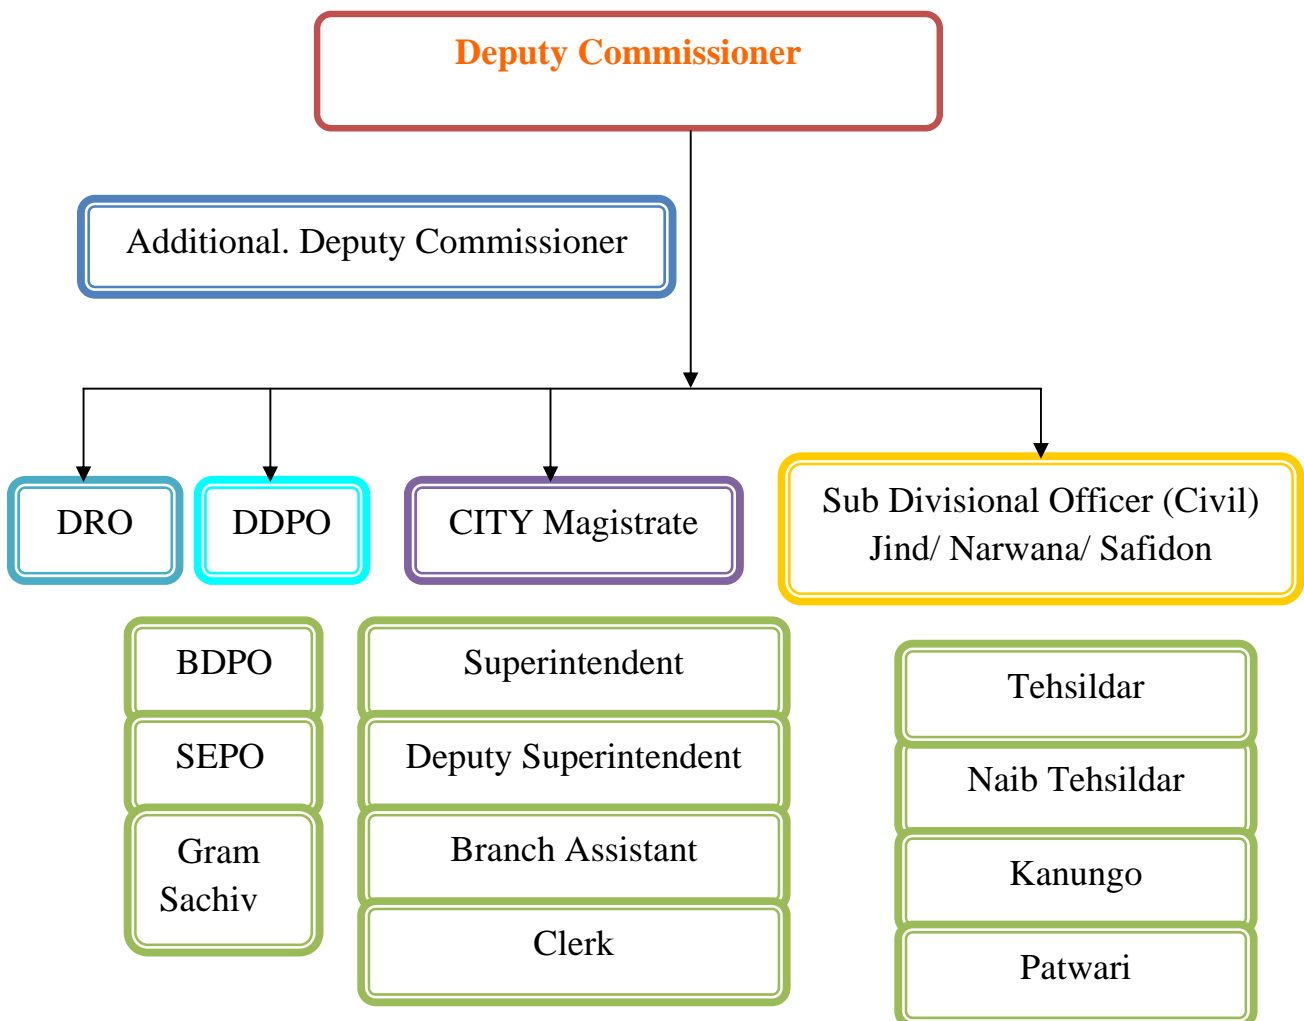 Deputy Commissioner
Additional. Deputy Commissioner
DRO
DDPO
CITY Magistrate
Sub Divisional Officer (Civil)
Jind/ Narwana/ Safidon
BDPO
SEPO
Gram
Sachiv
Superintendent
Deputy Superintendent
Branch Assistant
Clerk
Tehsildar
Naib Tehsildar
Kanungo
Patwari